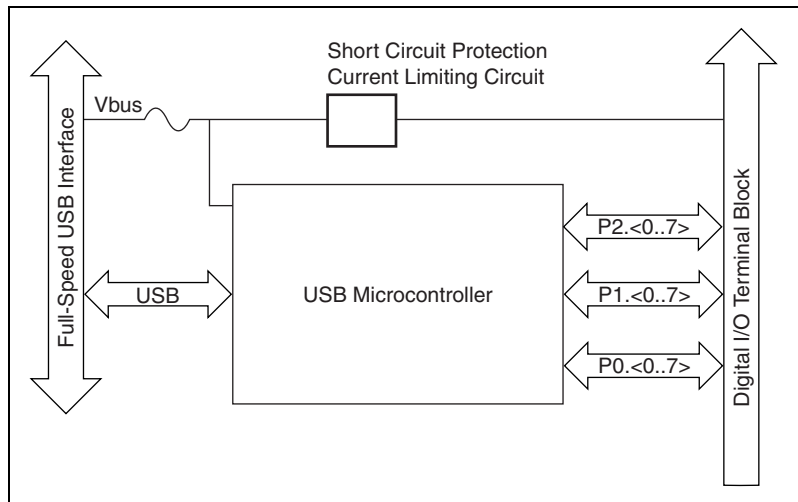 Short Circuit Protection
Current Limiting Circuit
Vbus
Full-Speed USB Interface
USB
USB Microcontroller
P2.<0..7>
P1.<0..7>
P0.<0..7>
Digital I/O Terminal Block